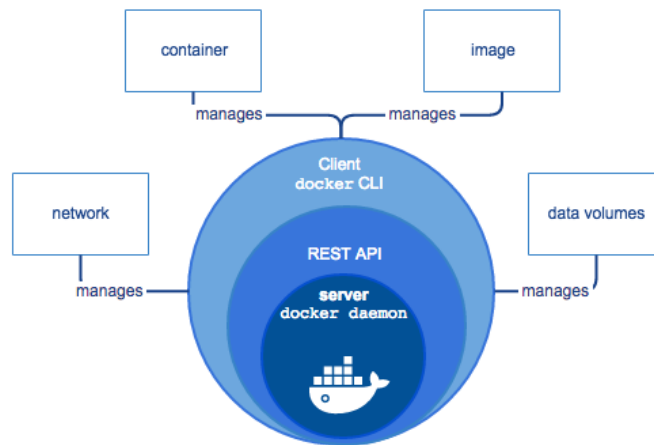 container
image
manages
manages
Client
docker CLI
network
data volumes
REST API
manages
server
docker daemon
manages